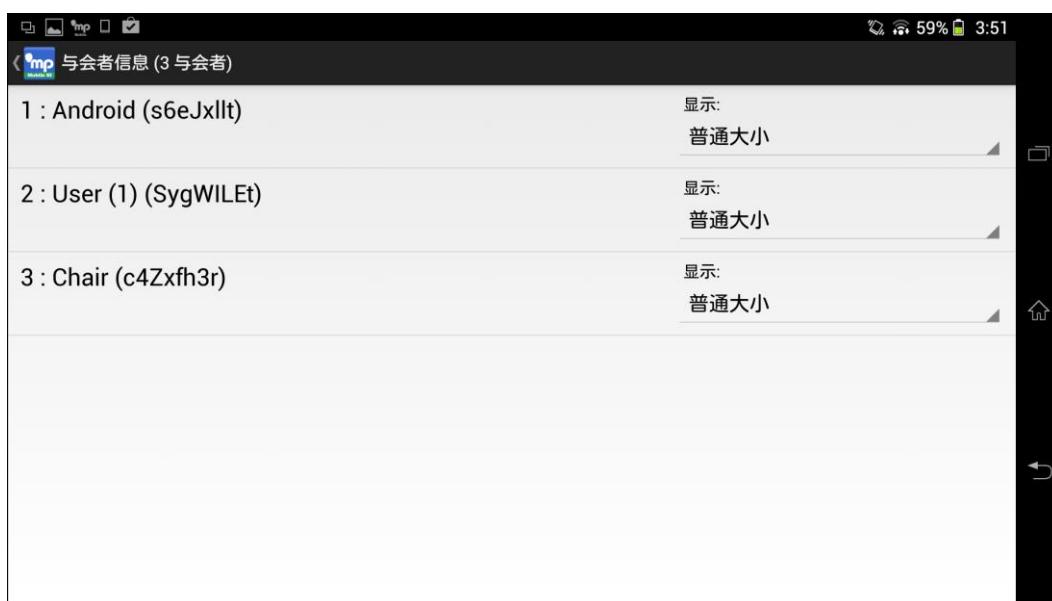 59% 3:51
mp 与会者信息 (3 与会者)
1 : Android (s6eJxllt)
显示:
普通大小
2 : User (1) (SygWILEt)
显示:
普通大小
3 : Chair (c4Zxfh3r)
显示:
普通大小